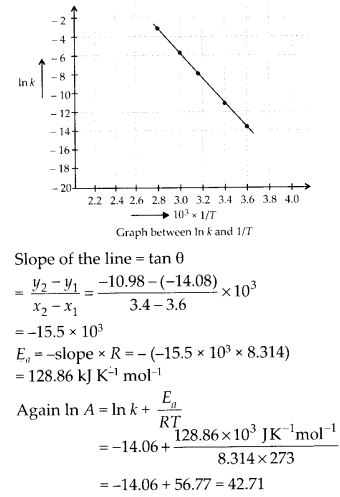 − 2
− 4
− 6
ln k
− 8
− 10
− 12
− 14
− 16
− 18
− 20
2.2 2.4 2.6 2.8 3.0 3.2 3.4 3.6 3.8 4.0
10³ × 1/T
Graph between ln k and 1/T
Slope of the line = tan θ
= (y₂ − y₁)/(x₂ − x₁) = (−10.98 − (−14.08))/(3.4 − 3.6) × 10³
= −15.5 × 10³
Eₐ = −slope × R = − (−15.5 × 10³ × 8.314)
= 128.86 kJ K⁻¹ mol⁻¹
Again ln A = ln k + Eₐ/RT
= −14.06 + (128.86 × 10³ JK⁻¹mol⁻¹)/(8.314 × 273)
= −14.06 + 56.77 = 42.71